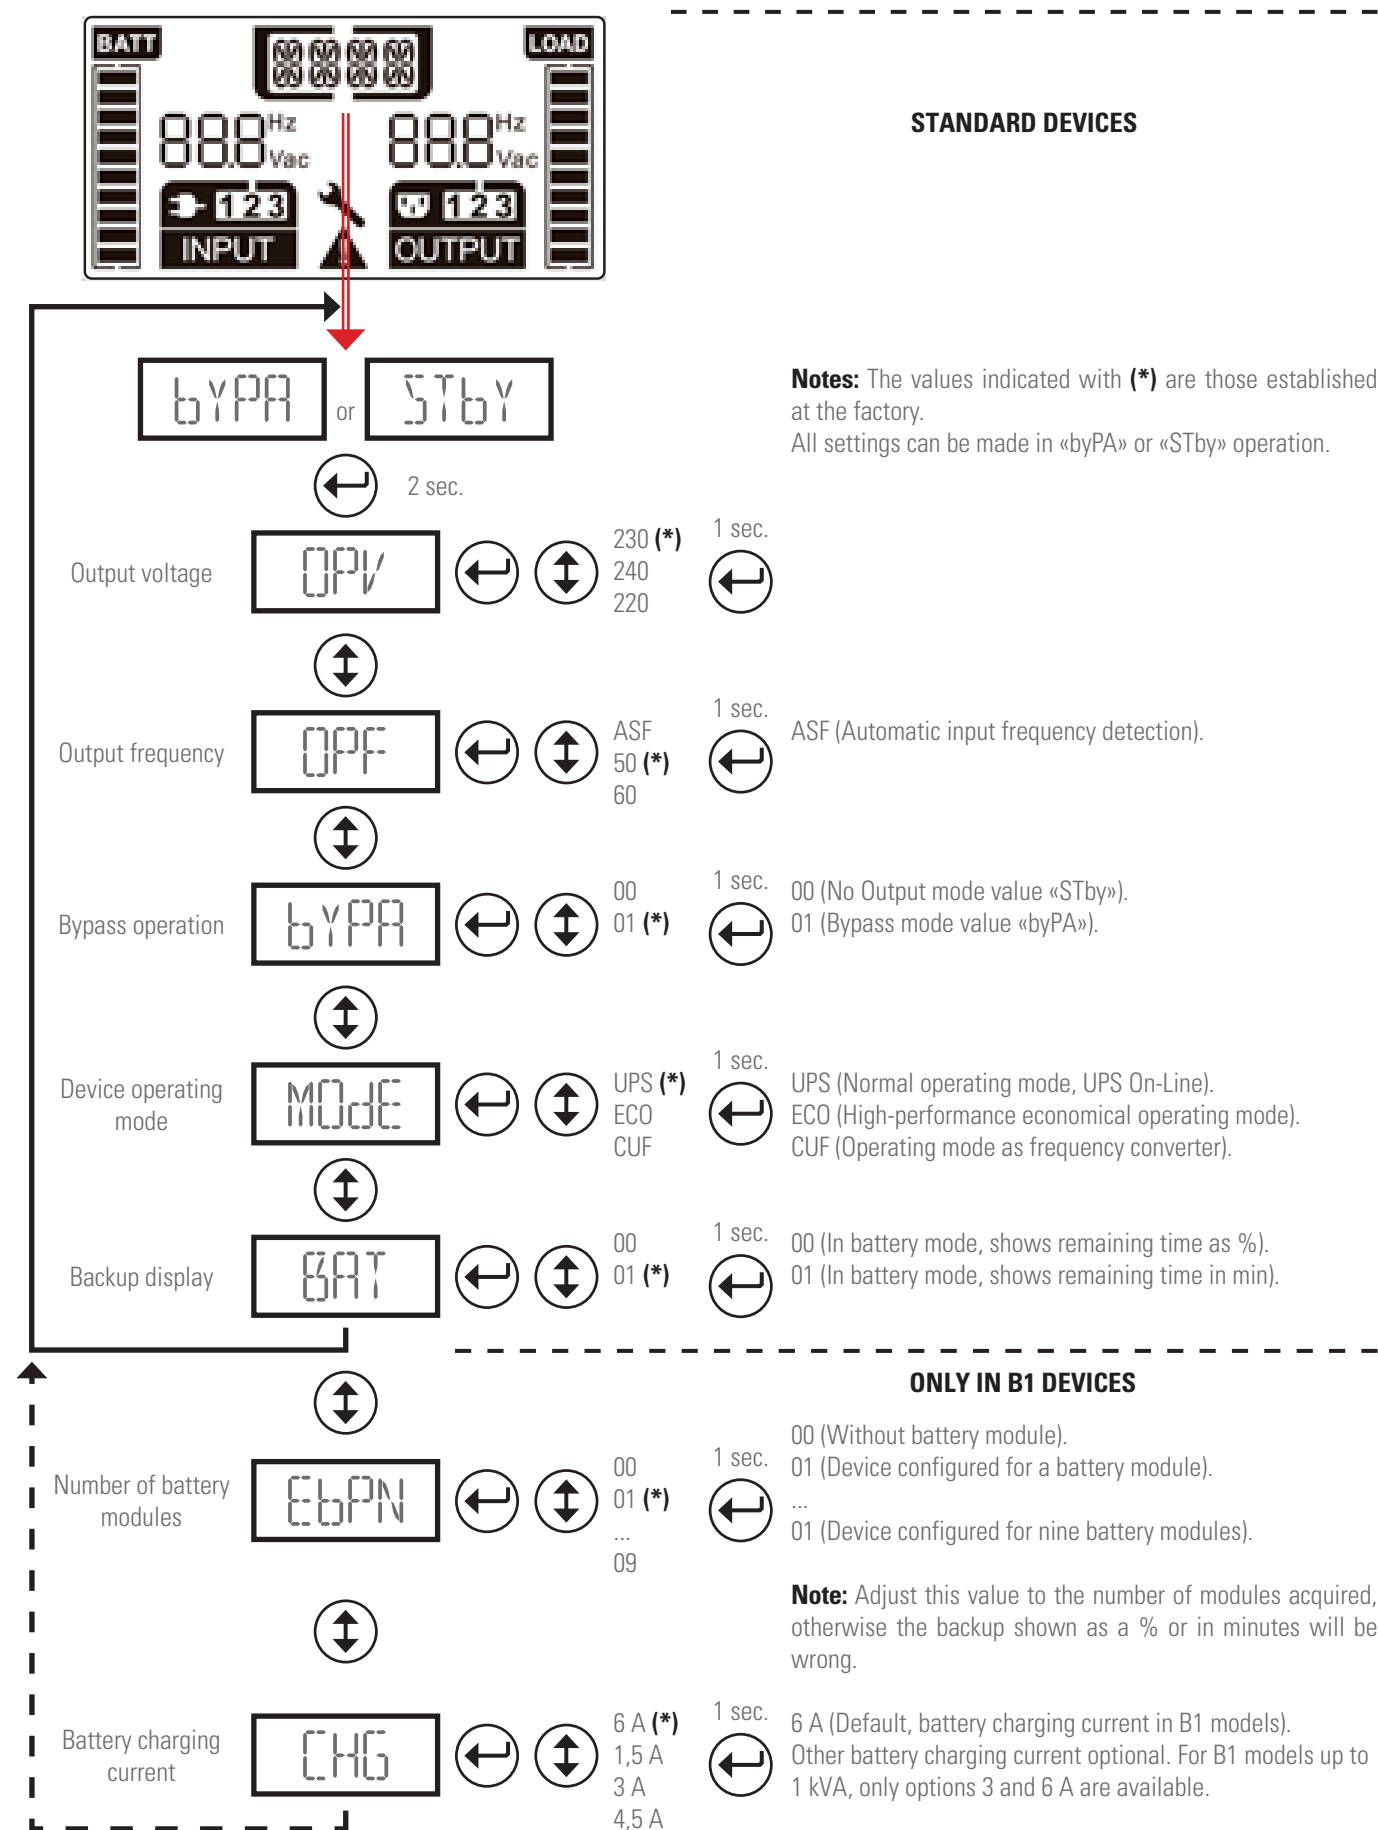 BATT
LOAD
88.8 Hz Vac
88.8 Hz Vac
1 2 3
1 2 3
INPUT
OUTPUT
STANDARD DEVICES
bYPA or STbY
Notes: The values indicated with (*) are those established
at the factory.
All settings can be made in «byPA» or «STby» operation.
2 sec.
Output voltage
OPV
230 (*)
240
220
1 sec.
Output frequency
OPF
ASF
50 (*)
60
1 sec.
ASF (Automatic input frequency detection).
Bypass operation
bYPA
00
01 (*)
1 sec.
00 (No Output mode value «STby»).
01 (Bypass mode value «byPA»).
Device operating
mode
MOdE
UPS (*)
ECO
CUF
1 sec.
UPS (Normal operating mode, UPS On-Line).
ECO (High-performance economical operating mode).
CUF (Operating mode as frequency converter).
Backup display
BAT
00
01 (*)
1 sec.
00 (In battery mode, shows remaining time as %).
01 (In battery mode, shows remaining time in min).
ONLY IN B1 DEVICES
Number of battery
modules
EbPN
00
01 (*)
...
09
1 sec.
00 (Without battery module).
01 (Device configured for a battery module).
...
01 (Device configured for nine battery modules).
Note: Adjust this value to the number of modules acquired,
otherwise the backup shown as a % or in minutes will be
wrong.
Battery charging
current
CHG
6 A (*)
1,5 A
3 A
4,5 A
1 sec.
6 A (Default, battery charging current in B1 models).
Other battery charging current optional. For B1 models up to
1 kVA, only options 3 and 6 A are available.